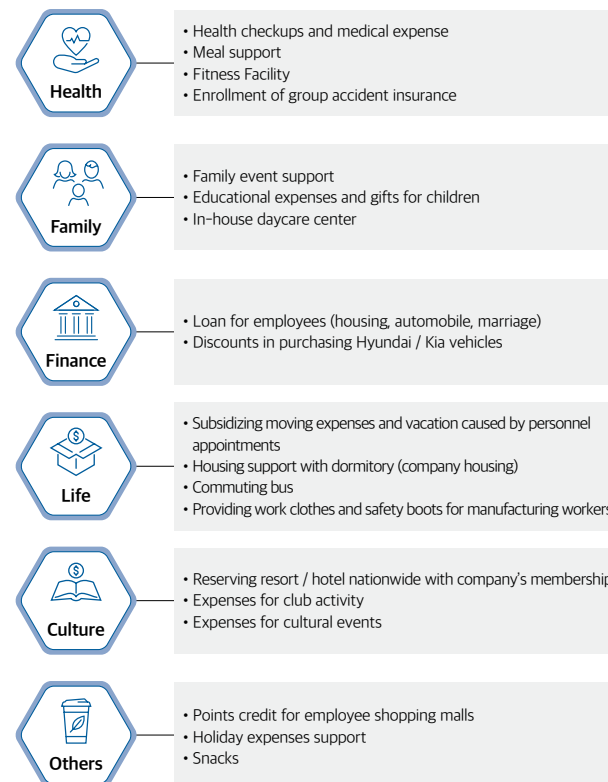 Health
• Health checkups and medical expense
• Meal support
• Fitness Facility
• Enrollment of group accident insurance
Family
• Family event support
• Educational expenses and gifts for children
• In-house daycare center
Finance
• Loan for employees (housing, automobile, marriage)
• Discounts in purchasing Hyundai / Kia vehicles
Life
• Subsidizing moving expenses and vacation caused by personnel
appointments
• Housing support with dormitory (company housing)
• Commuting bus
• Providing work clothes and safety boots for manufacturing workers
Culture
• Reserving resort / hotel nationwide with company's membership
• Expenses for club activity
• Expenses for cultural events
Others
• Points credit for employee shopping malls
• Holiday expenses support
• Snacks